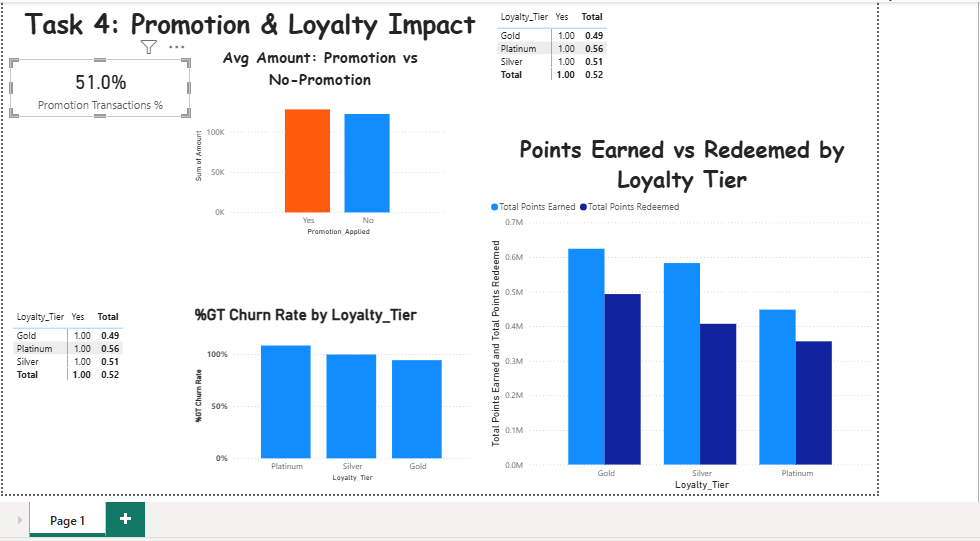 Task 4: Promotion & Loyalty Impact
51.0%
Promotion Transactions %
Avg Amount: Promotion vs
No-Promotion
Sum of Amount
100K
50K
0K
Yes No
Promotion_Applied
Loyalty_Tier Yes Total
Gold 1.00 0.49
Platinum 1.00 0.56
Silver 1.00 0.51
Total 1.00 0.52
Points Earned vs Redeemed by
Loyalty Tier
Total Points Earned Total Points Redeemed
Total Points Earned and Total Points Redeemed
0.7M
0.6M
0.5M
0.4M
0.3M
0.2M
0.1M
0.0M
Gold Silver Platinum
Loyalty_Tier
Loyalty_Tier Yes Total
Gold 1.00 0.49
Platinum 1.00 0.56
Silver 1.00 0.51
Total 1.00 0.52
%GT Churn Rate by Loyalty_Tier
%GT Churn Rate
100%
50%
0%
Platinum Silver Gold
Loyalty_Tier
Page 1